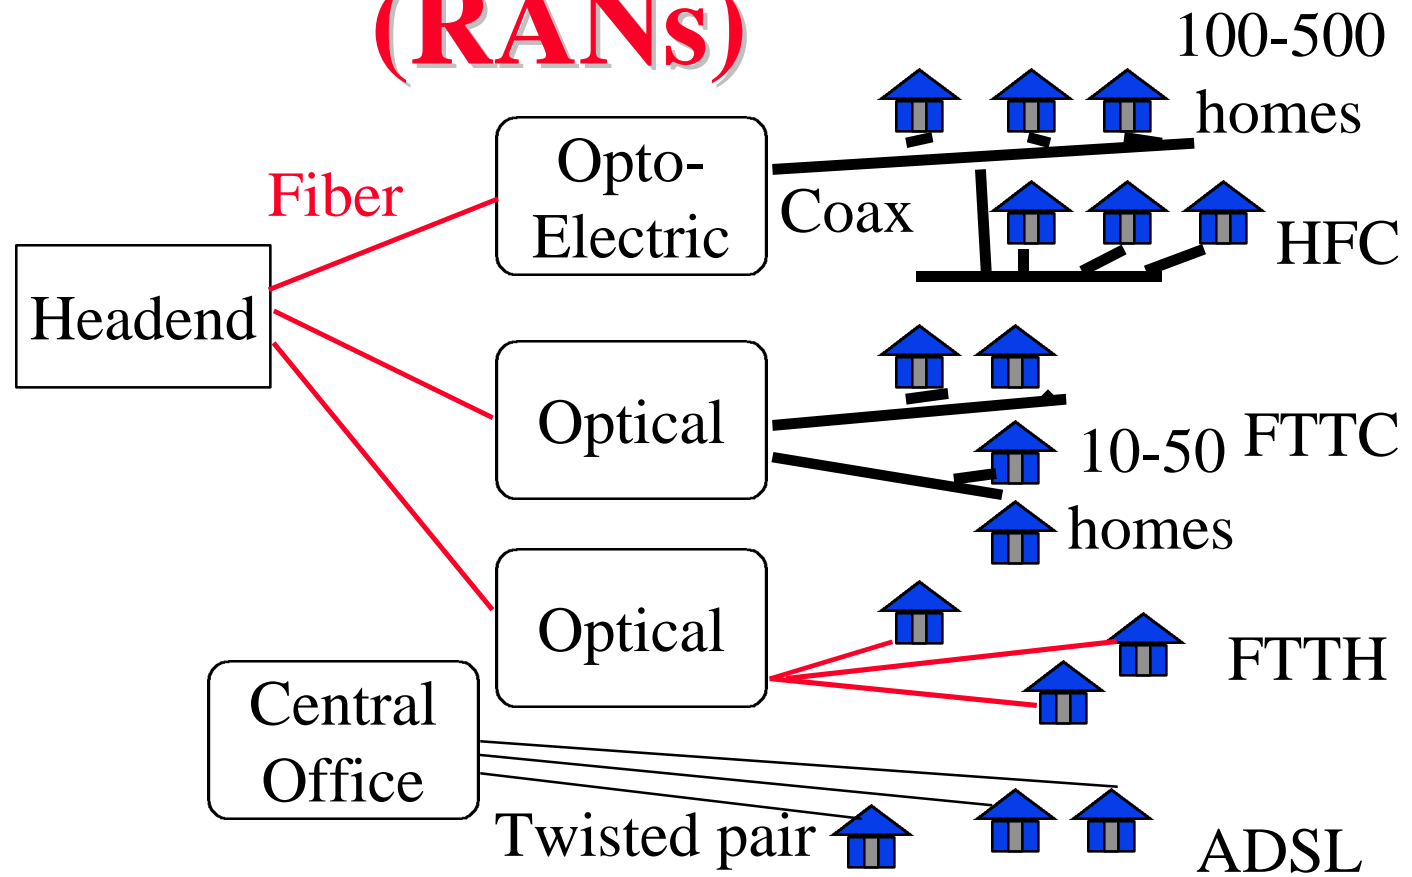 (RANs)
100-500
homes
Opto-
Electric
Fiber
Coax
HFC
Headend
Optical
FTTC
10-50
homes
Optical
FTTH
Central
Office
Twisted pair
ADSL